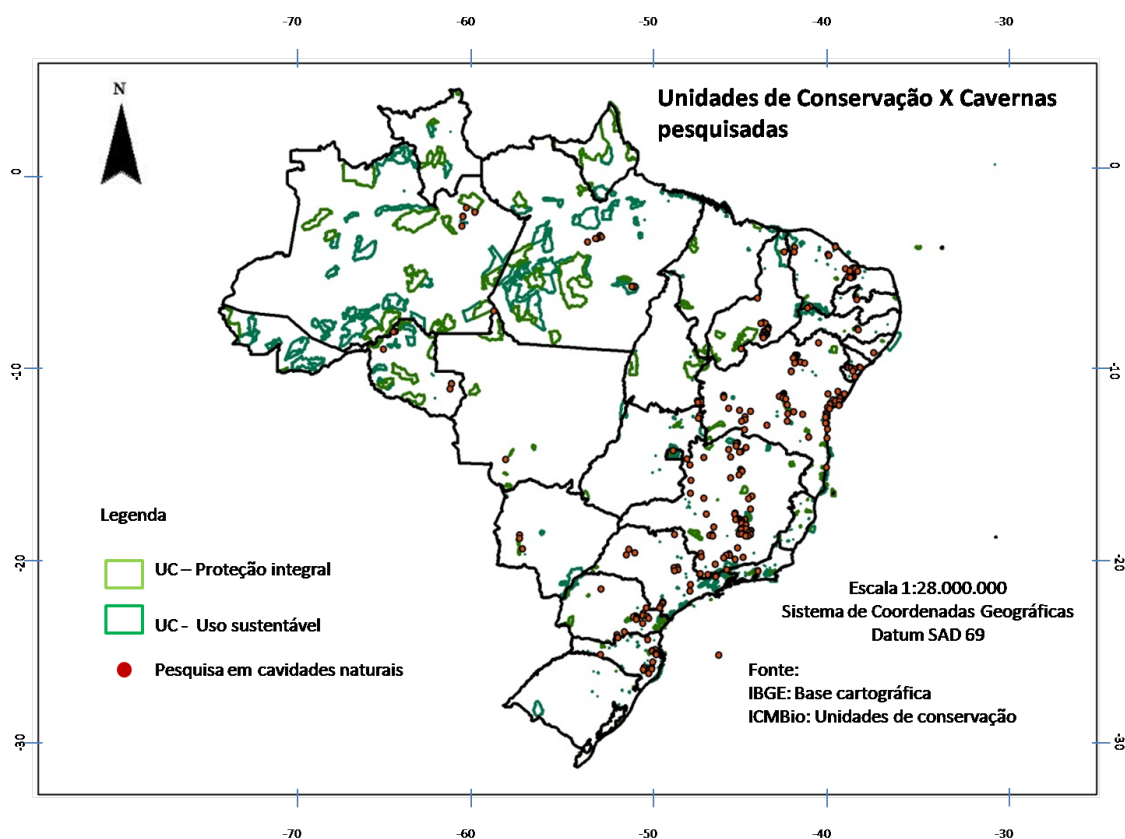 -70
-60
-50
-40
-30
N
Unidades de Conservação X Cavernas
pesquisadas
0
0
-10
-10
Legenda
-20
-20
UC – Proteção integral
UC - Uso sustentável
Pesquisa em cavidades naturais
Escala 1:28.000.000
Sistema de Coordenadas Geográficas
Datum SAD 69
Fonte:
IBGE: Base cartográfica
ICMBio: Unidades de conservação
-30
-30
-70
-60
-50
-40
-30